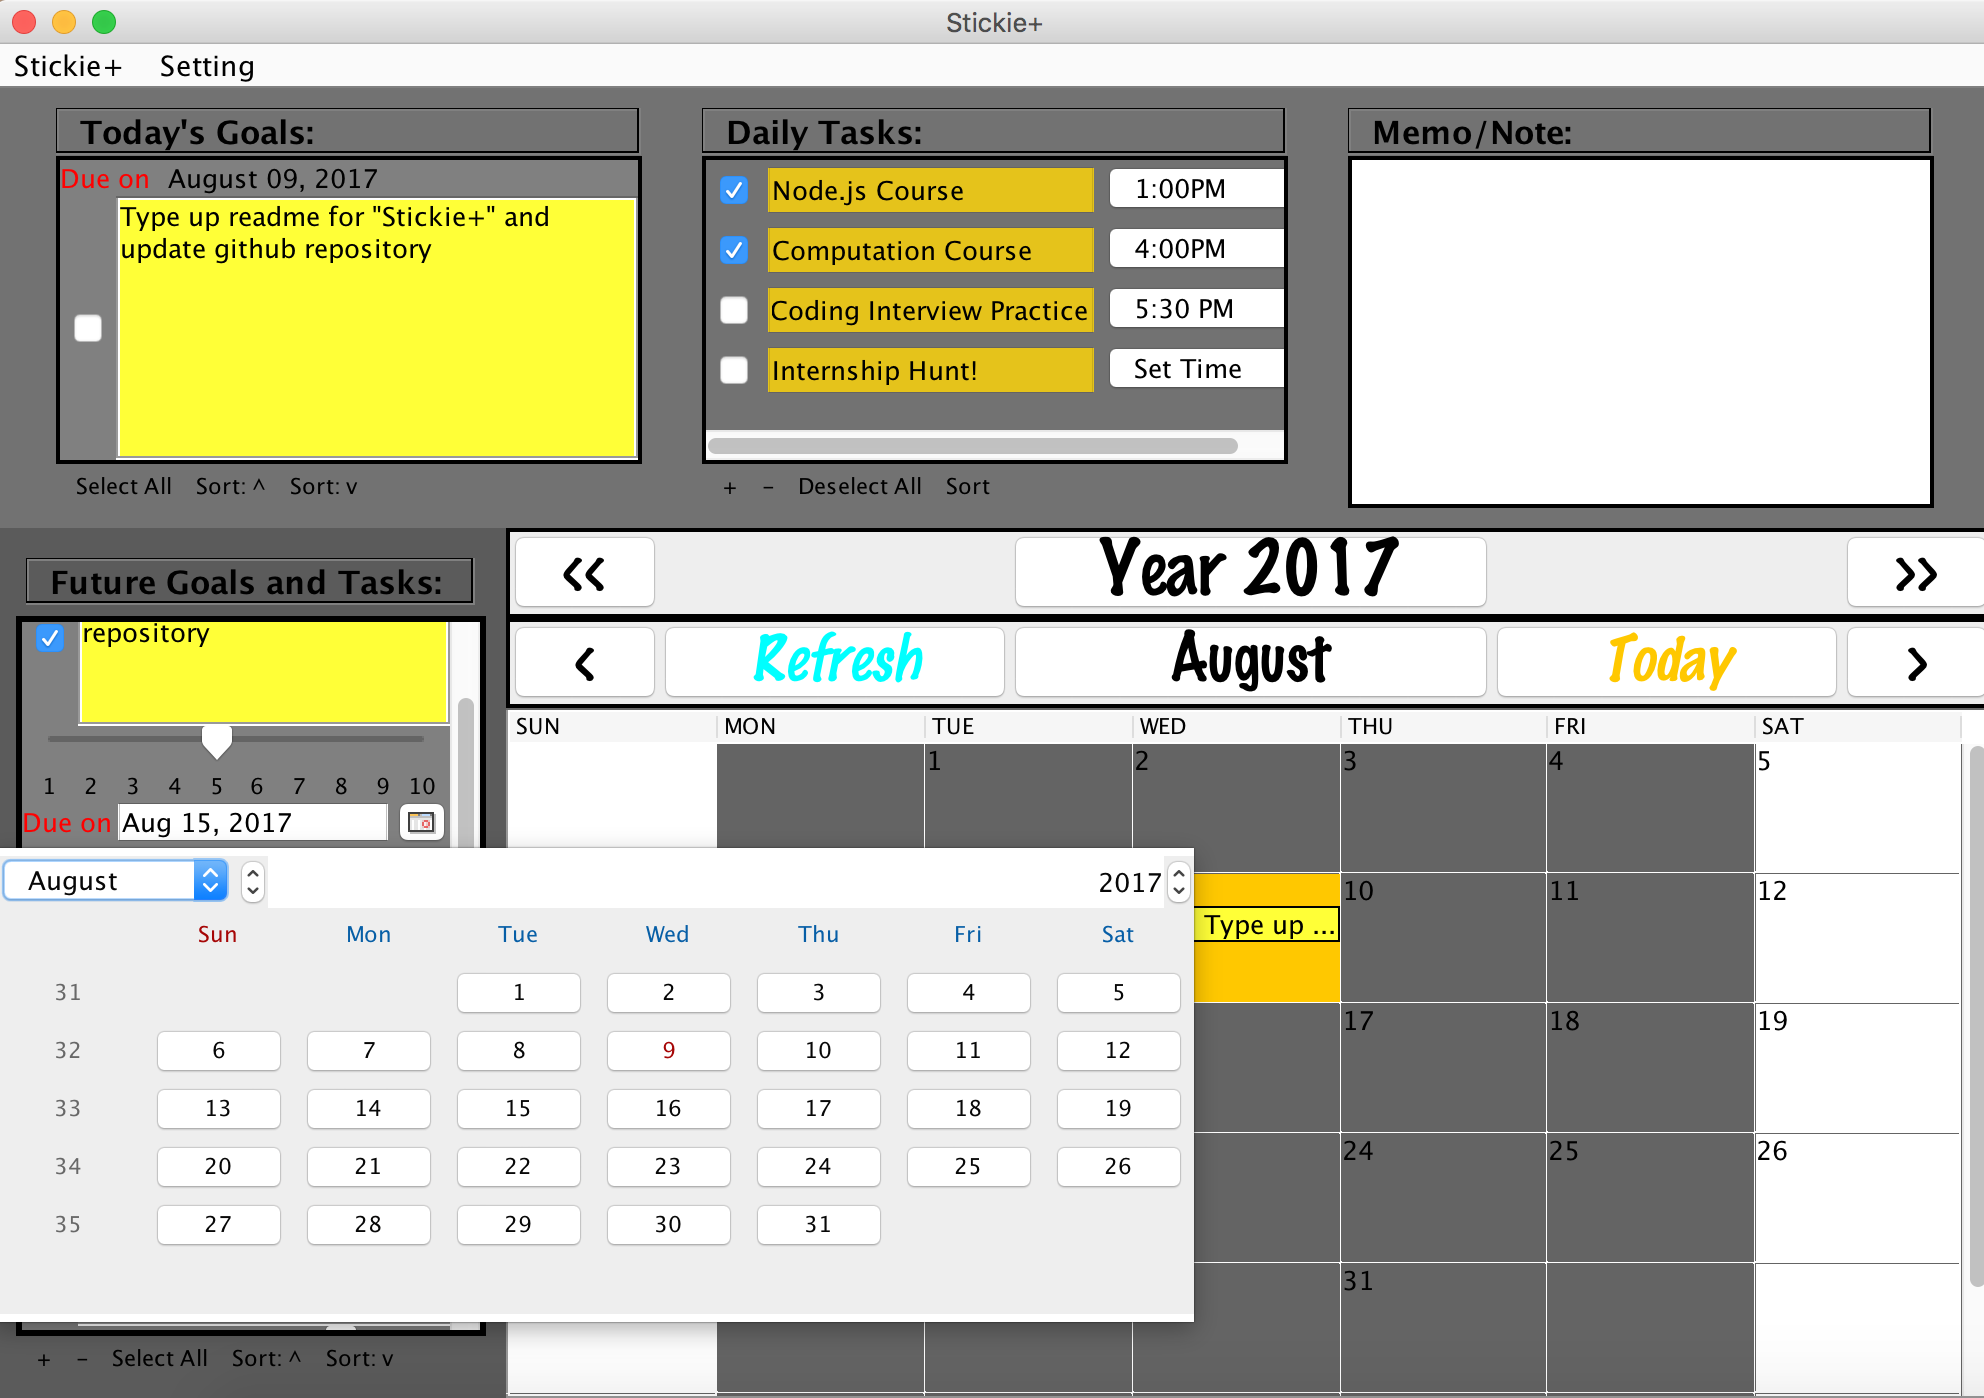 Stickie+
Stickie+ Setting
Today's Goals:
Due on August 09, 2017
Type up readme for "Stickie+" and
update github repository
Select All Sort: ^ Sort: v
Daily Tasks:
Node.js Course 1:00PM
Computation Course 4:00PM
Coding Interview Practice 5:30 PM
Internship Hunt! Set Time
+ - Deselect All Sort
Memo/Note:
Future Goals and Tasks:
repository
1 2 3 4 5 6 7 8 9 10
Due on Aug 15, 2017
<< Year 2017 >>
< Refresh August Today >
SUN MON TUE WED THU FRI SAT
1 2 3 4 5
10 11 12
Type up ...
17 18 19
24 25 26
31
August 2017
Sun Mon Tue Wed Thu Fri Sat
31 1 2 3 4 5
32 6 7 8 9 10 11 12
33 13 14 15 16 17 18 19
34 20 21 22 23 24 25 26
35 27 28 29 30 31
+ - Select All Sort: ^ Sort: v